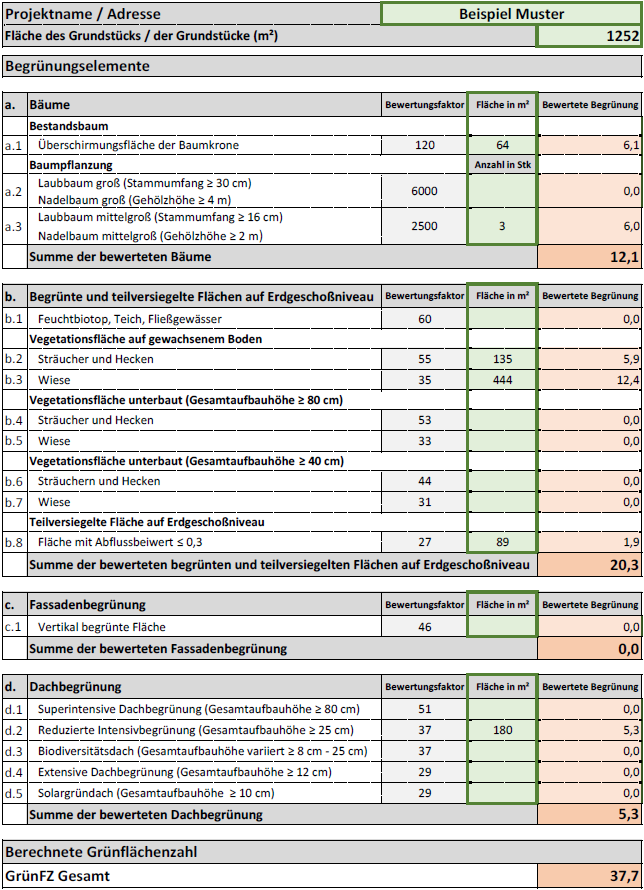 Projektname / Adresse Beispiel Muster
Fläche des Grundstücks / der Grundstücke (m²) 1252
Begrünungselemente
a. Bäume Bewertungsfaktor Fläche in m² Bewertete Begrünung
Bestandsbaum
a.1 Überschirmungsfläche der Baumkrone 120 64 6,1
Baumpflanzung Anzahl in Stk
a.2 Laubbaum groß (Stammumfang ≥ 30 cm) 6000 0,0
Nadelbaum groß (Gehölzhöhe ≥ 4 m)
a.3 Laubbaum mittelgroß (Stammumfang ≥ 16 cm) 2500 3 6,0
Nadelbaum mittelgroß (Gehölzhöhe ≥ 2 m)
Summe der bewerteten Bäume 12,1
b. Begrünte und teilversiegelte Flächen auf Erdgeschoßniveau Bewertungsfaktor Fläche in m² Bewertete Begrünung
b.1 Feuchtbiotop, Teich, Fließgewässer 60 0,0
Vegetationsfläche auf gewachsenem Boden
b.2 Sträucher und Hecken 55 135 5,9
b.3 Wiese 35 444 12,4
Vegetationsfläche unterbaut (Gesamtaufbauhöhe ≥ 80 cm)
b.4 Sträucher und Hecken 53 0,0
b.5 Wiese 33 0,0
Vegetationsfläche unterbaut (Gesamtaufbauhöhe ≥ 40 cm)
b.6 Sträuchern und Hecken 44 0,0
b.7 Wiese 31 0,0
Teilversiegelte Fläche auf Erdgeschoßniveau
b.8 Fläche mit Abflussbeiwert ≤ 0,3 27 89 1,9
Summe der bewerteten begrünten und teilversiegelten Flächen auf Erdgeschoßniveau 20,3
c. Fassadenbegrünung Bewertungsfaktor Fläche in m² Bewertete Begrünung
c.1 Vertikal begrünte Fläche 46 0,0
Summe der bewerteten Fassadenbegrünung 0,0
d. Dachbegrünung Bewertungsfaktor Fläche in m² Bewertete Begrünung
d.1 Superintensive Dachbegrünung (Gesamtaufbauhöhe ≥ 80 cm) 51 0,0
d.2 Reduzierte Intensivbegrünung (Gesamtaufbauhöhe ≥ 25 cm) 37 180 5,3
d.3 Biodiversitätsdach (Gesamtaufbauhöhe variiert ≥ 8 cm - 25 cm) 37 0,0
d.4 Extensive Dachbegrünung (Gesamtaufbauhöhe ≥ 12 cm) 29 0,0
d.5 Solargründach (Gesamtaufbauhöhe ≥ 10 cm) 29 0,0
Summe der bewerteten Dachbegrünung 5,3
Berechnete Grünflächenzahl
GrünFZ Gesamt 37,7